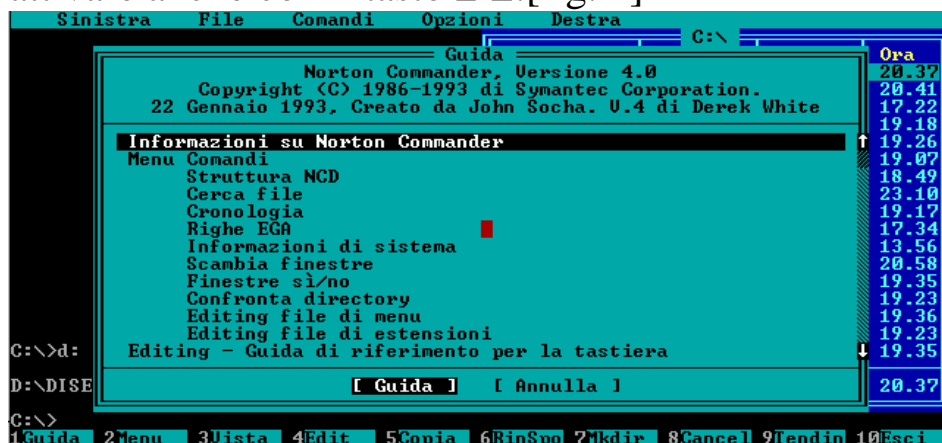 Sinistra File Comandi Opzioni Destra
C:\
Guida
Ora
Norton Commander, Versione 4.0
20.37
Copyright (C) 1986-1993 di Symantec Corporation.
20.41
22 Gennaio 1993, Creato da John Socha. V.4 di Derek White
17.22
19.18
Informazioni su Norton Commander
19.26
Menu Comandi
19.07
Struttura NCD
18.49
Cerca file
23.10
Cronologia
19.17
Righe EGA
17.34
Informazioni di sistema
13.56
Scambia finestre
20.58
Finestre sì/no
19.35
Confronta directory
19.23
Editing file di menu
19.36
Editing file di estensioni
19.23
C:\>d:
Editing - Guida di riferimento per la tastiera
19.35
D:\DISE
[ Guida ] [ Annulla ]
20.37
C:\>
1Guida 2Menu 3Vista 4Edit 5Copia 6RinSpo 7Mkdir 8Cancel 9Tendin 10Esci